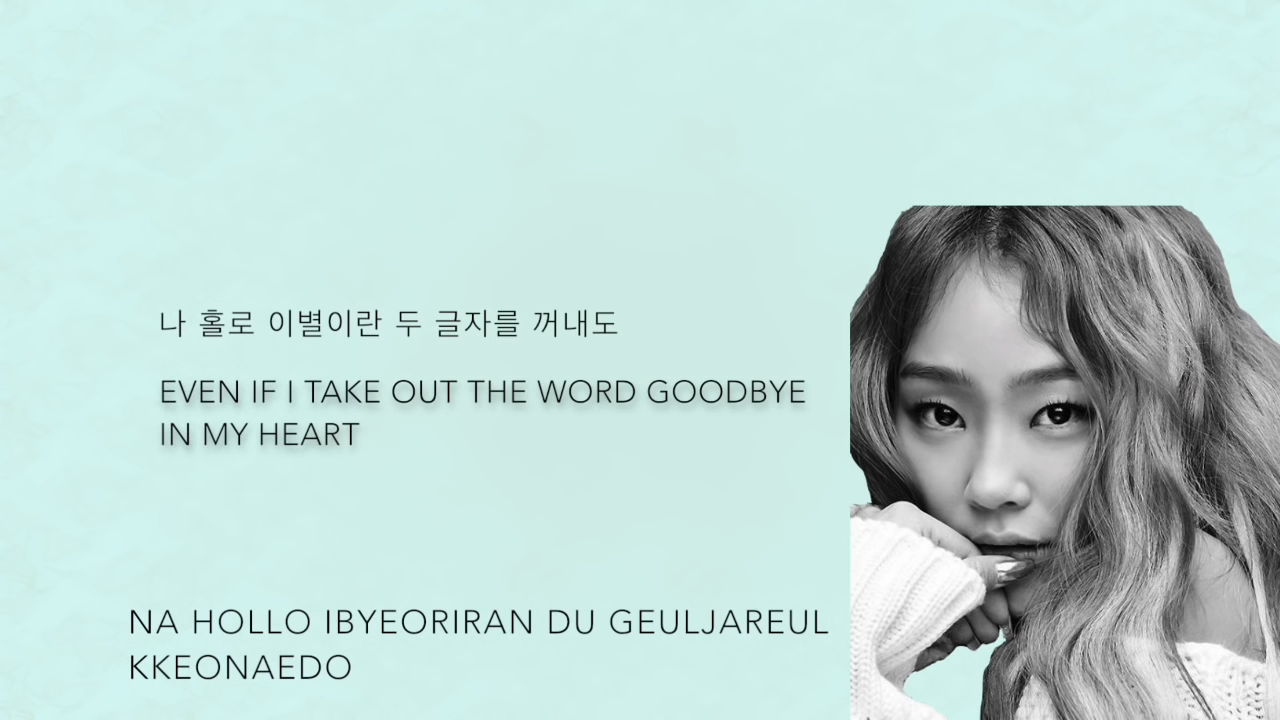 나 홀로 이별이란 두 글자를 꺼내도
EVEN IF I TAKE OUT THE WORD GOODBYE
IN MY HEART
NA HOLLO IBYEORIRAN DU GEULJAREUL
KKEONAEDO